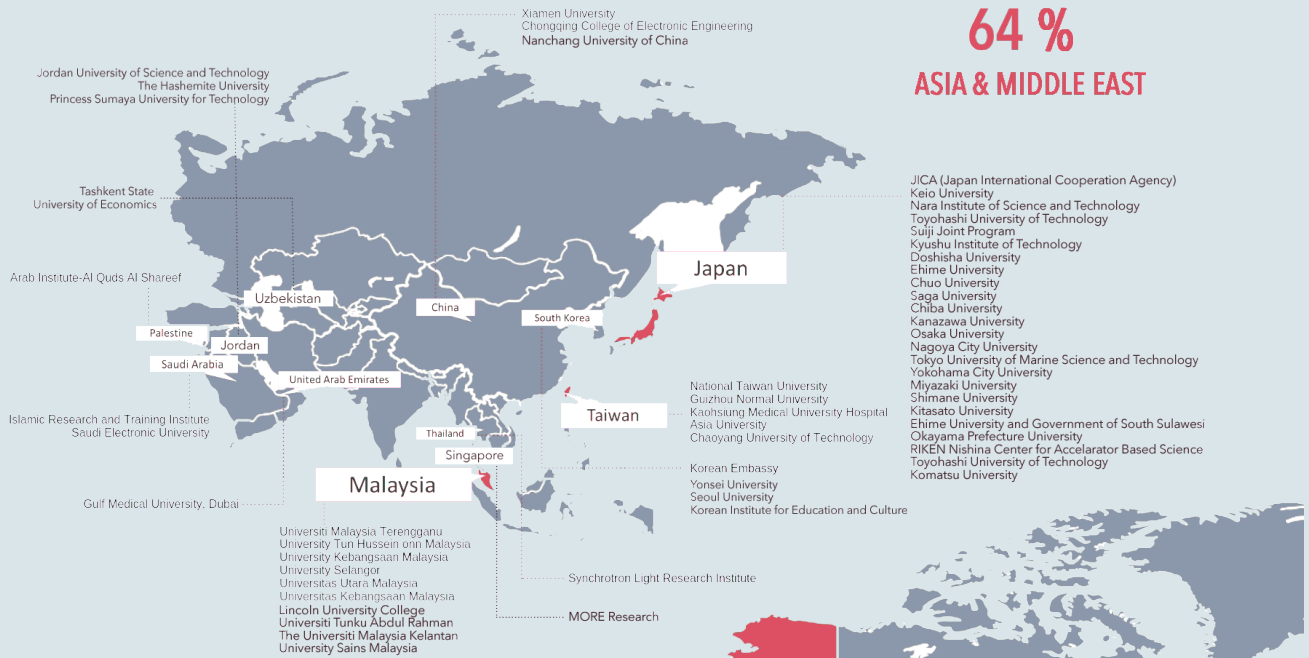 Xiamen University
Chongqing College of Electronic Engineering
Nanchang University of China
64 %
ASIA & MIDDLE EAST
Jordan University of Science and Technology
The Hashemite University
Princess Sumaya University for Technology
Tashkent State
University of Economics
Arab Institute-Al Quds Al Shareef
Islamic Research and Training Institute
Saudi Electronic University
Gulf Medical University, Dubai
Uzbekistan
Palestine
Jordan
Saudi Arabia
United Arab Emirates
China
South Korea
Japan
Taiwan
Thailand
Singapore
Malaysia
JICA (Japan International Cooperation Agency)
Keio University
Nara Institute of Science and Technology
Toyohashi University of Technology
Suiji Joint Program
Kyushu Institute of Technology
Doshisha University
Ehime University
Chuo University
Saga University
Chiba University
Kanazawa University
Osaka University
Nagoya City University
Tokyo University of Marine Science and Technology
Yokohama City University
Miyazaki University
Shimane University
Kitasato University
Ehime University and Government of South Sulawesi
Okayama Prefecture University
RIKEN Nishina Center for Accelarator Based Science
Toyohashi University of Technology
Komatsu University
National Taiwan University
Guizhou Normal University
Kaohsiung Medical University Hospital
Asia University
Chaoyang University of Technology
Korean Embassy
Yonsei University
Seoul University
Korean Institute for Education and Culture
Synchrotron Light Research Institute
MORE Research
Universiti Malaysia Terengganu
University Tun Hussein onn Malaysia
University Kebangsaan Malaysia
University Selangor
Universitas Utara Malaysia
Universitas Kebangsaan Malaysia
Lincoln University College
Universiti Tunku Abdul Rahman
The Universiti Malaysia Kelantan
University Sains Malaysia